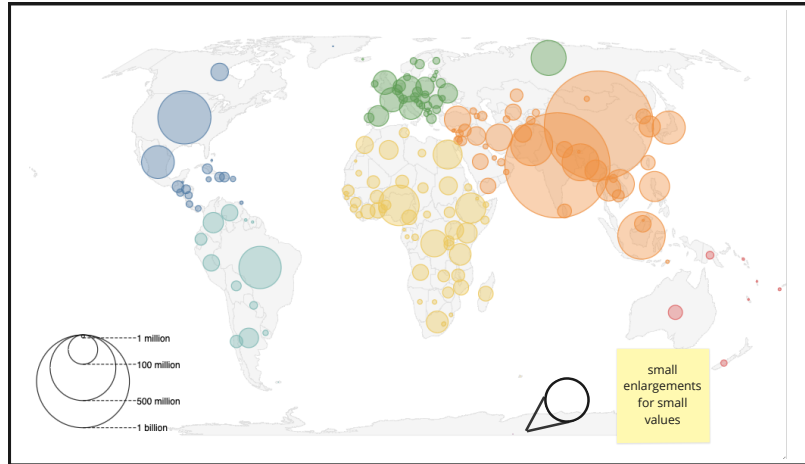 1 million
100 million
500 million
1 billion
small
enlargements
for small
values